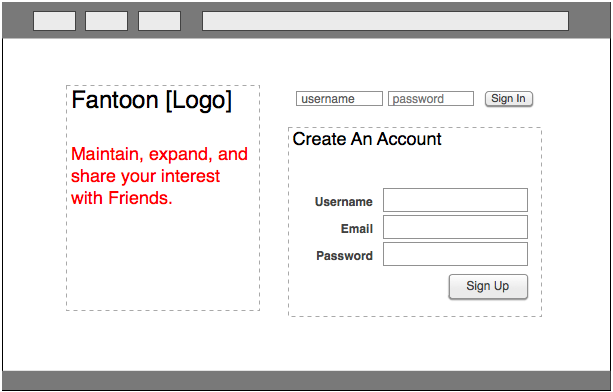 Fantoon [Logo]
Maintain, expand, and
share your interest
with Friends.
username password Sign In
Create An Account
Username
Email
Password
Sign Up